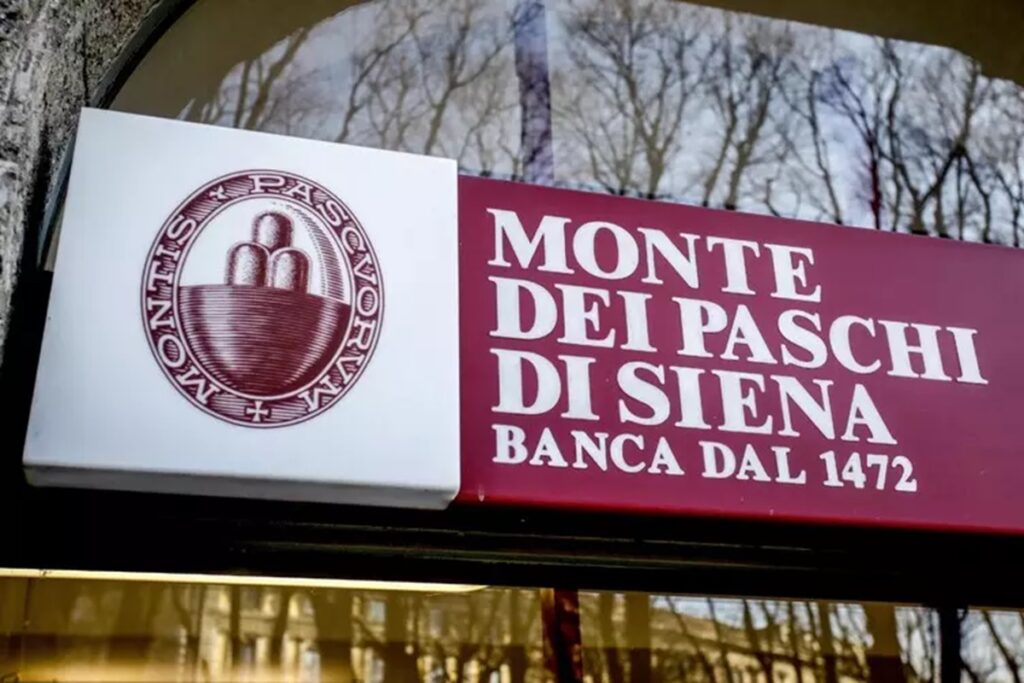 MONTIS PASCVORVM
MONTE
DEI PASCHI
DI SIENA
BANCA DAL 1472